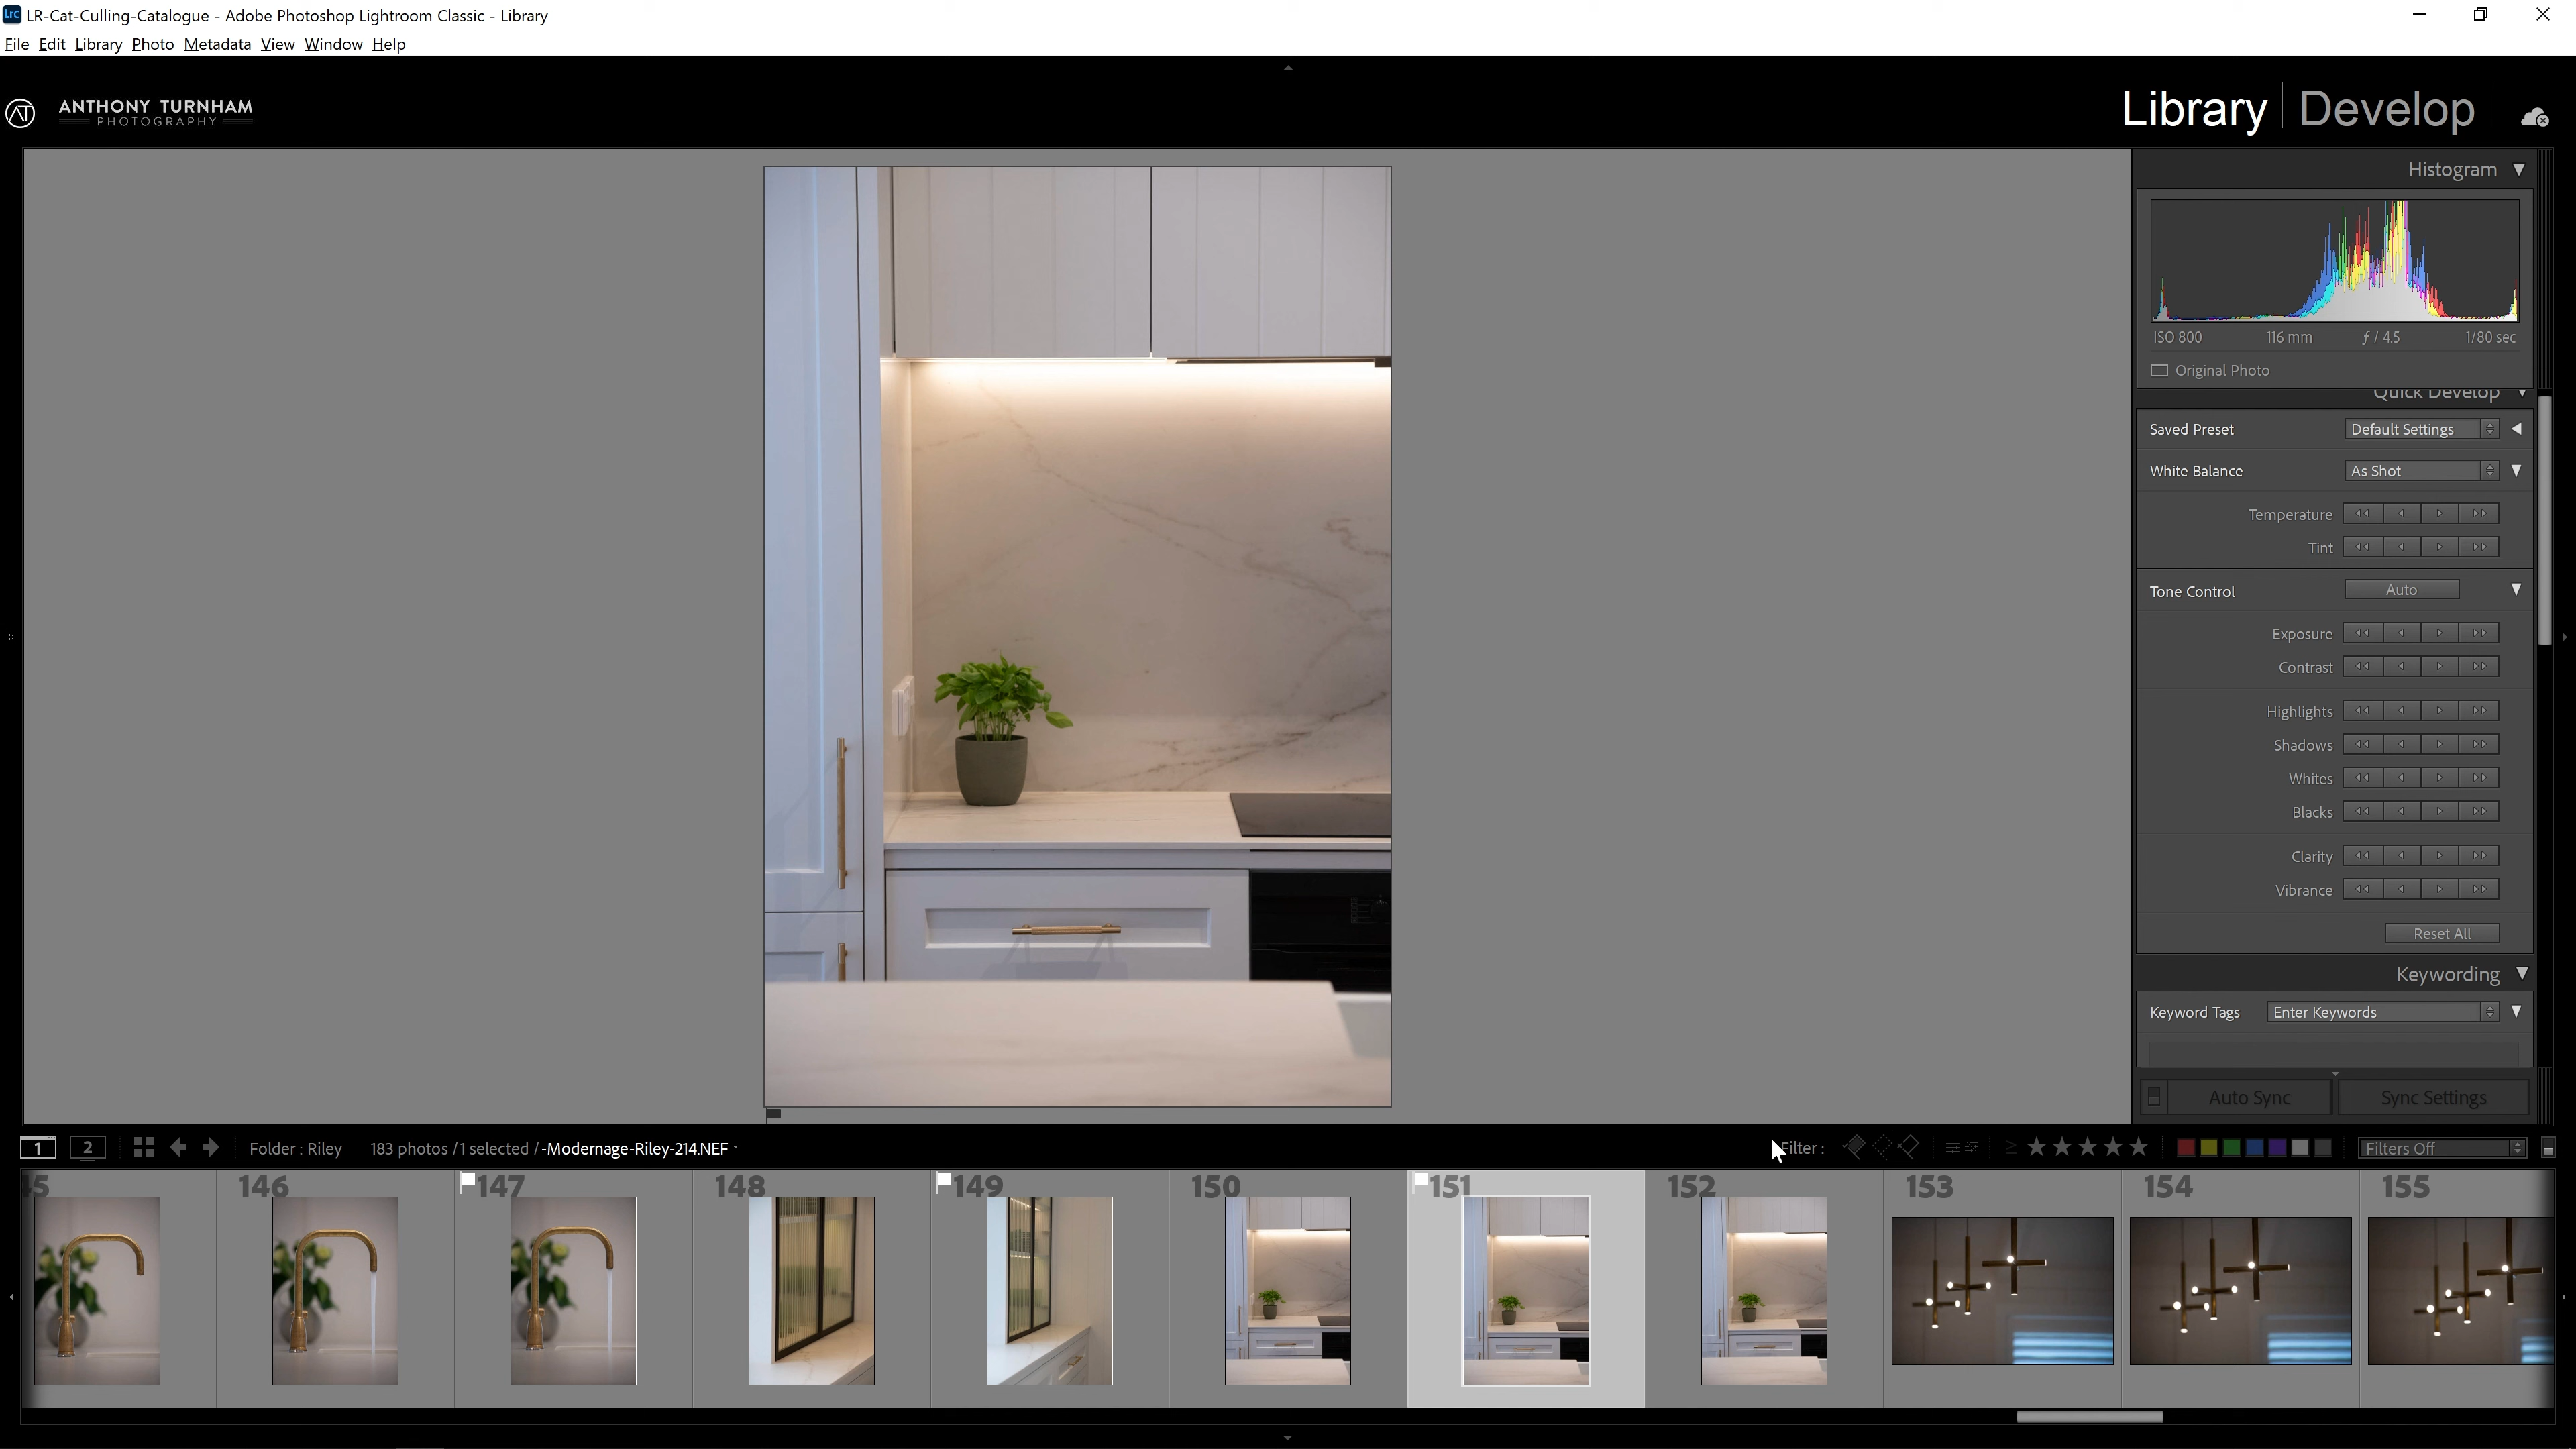 LR-Cat-Culling-Catalogue - Adobe Photoshop Lightroom Classic - Library
File Edit Library Photo Metadata View Window Help
AT ANTHONY TURNHAM
PHOTOGRAPHY
Library Develop
Histogram
ISO 800 116 mm ƒ / 4.5 1/80 sec
Original Photo
Quick Develop
Saved Preset Default Settings
White Balance As Shot
Temperature
Tint
Tone Control Auto
Exposure
Contrast
Highlights
Shadows
Whites
Blacks
Clarity
Vibrance
Reset All
Keywording
Keyword Tags Enter Keywords
Auto Sync Sync Settings
1 2 Folder : Riley 183 photos / 1 selected / -Modernage-Riley-214.NEF Filter : ≥ Filters Off
45 146 147 148 149 150 151 152 153 154 155